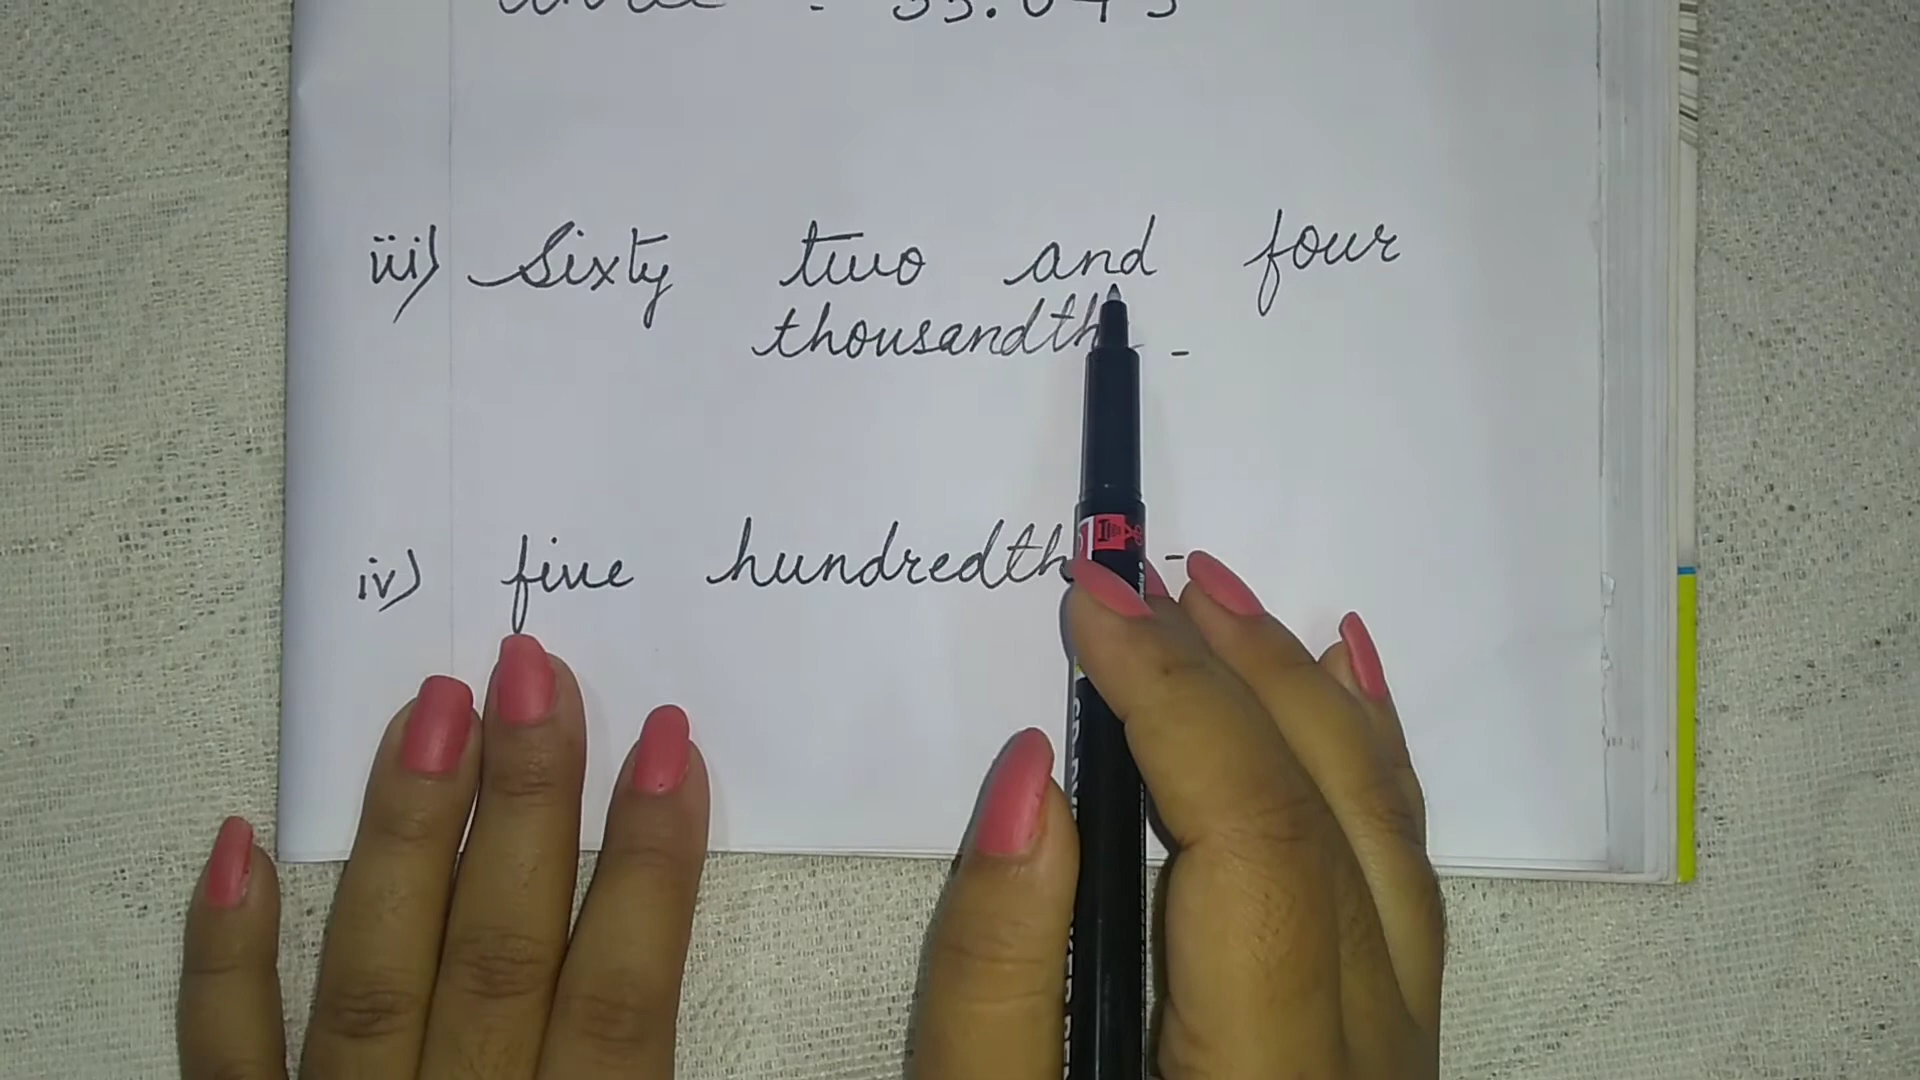 iii) Sixty two and four
thousandth -
iv) five hundredth -